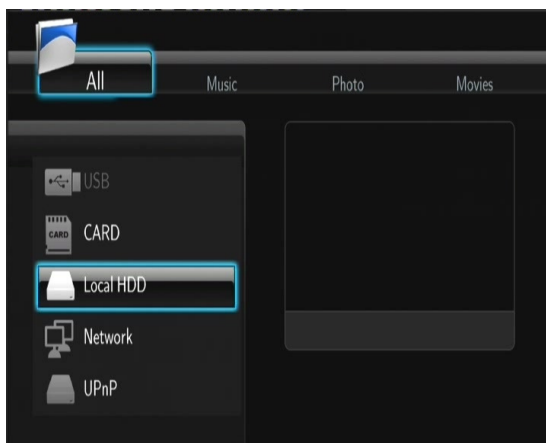 All
Music
Photo
Movies
USB
CARD
CARD
Local HDD
Network
UPnP